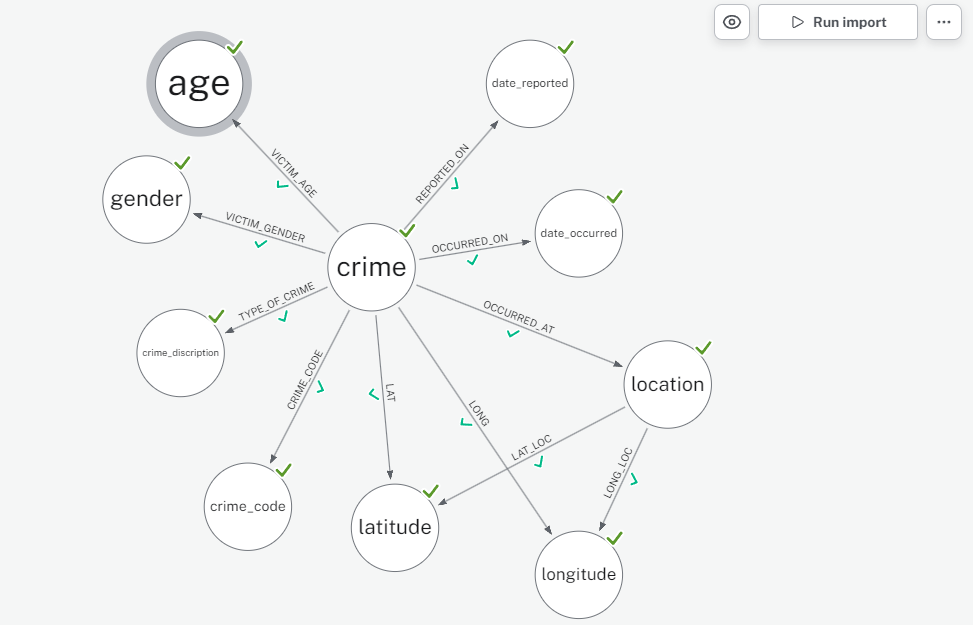 Run import
age
date_reported
VICTIM_AGE
REPORTED_ON
gender
VICTIM_GENDER
OCCURRED_ON
date_occurred
crime
TYPE_OF_CRIME
OCCURRED_AT
crime_discription
CRIME_CODE
LAT
LONG
location
LAT_LOC
LONG_LOC
crime_code
latitude
longitude